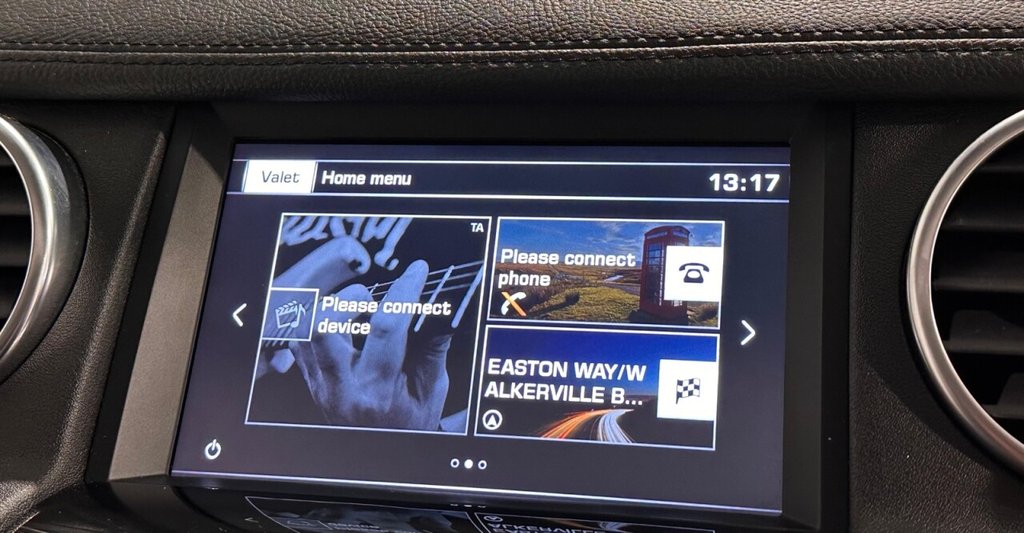 Valet Home menu 13:17
TA
Please connect
device
Please connect
phone
EASTON WAY/W
ALKERVILLE B...